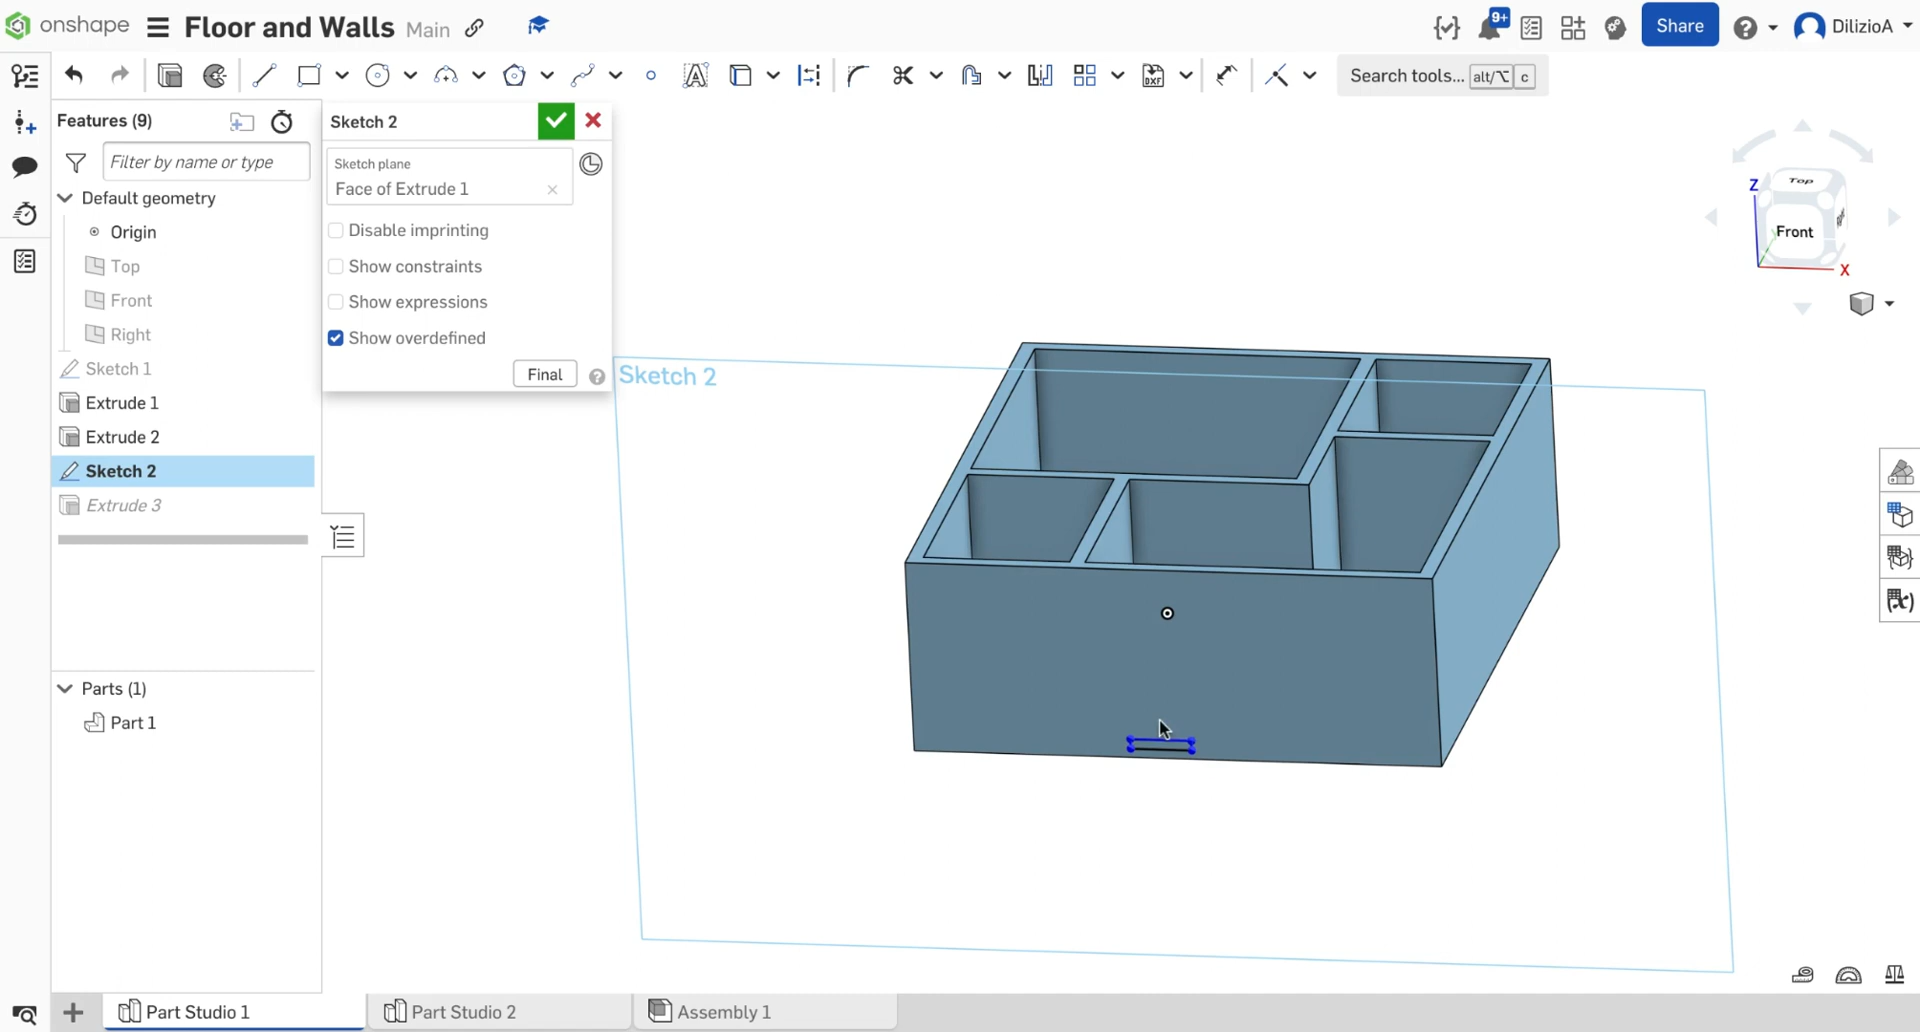 onshape Floor and Walls Main 9+ Share DilizioA
Search tools... alt/⌥ c
Features (9)
Filter by name or type
Default geometry
Origin
Top
Front
Right
Sketch 1
Extrude 1
Extrude 2
Sketch 2
Extrude 3
Parts (1)
Part 1
Sketch 2
Sketch plane
Face of Extrude 1
Disable imprinting
Show constraints
Show expressions
Show overdefined
Final
Sketch 2
Top
Z
Front
X
(x)
Part Studio 1 Part Studio 2 Assembly 1